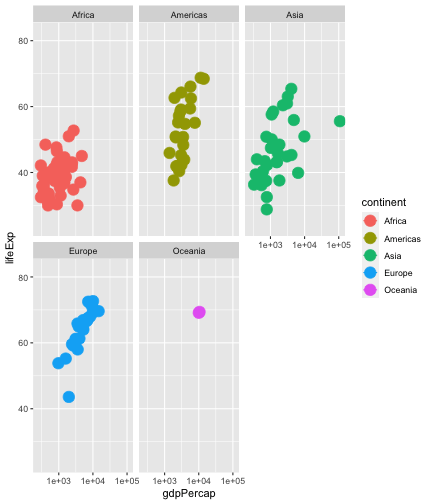 Africa
Americas
Asia
80
60
40
1e+03
1e+04
1e+05
continent
Africa
Americas
Asia
Europe
Oceania
lifeExp
Europe
Oceania
80
60
40
1e+03
1e+04
1e+05
1e+03
1e+04
1e+05
gdpPercap